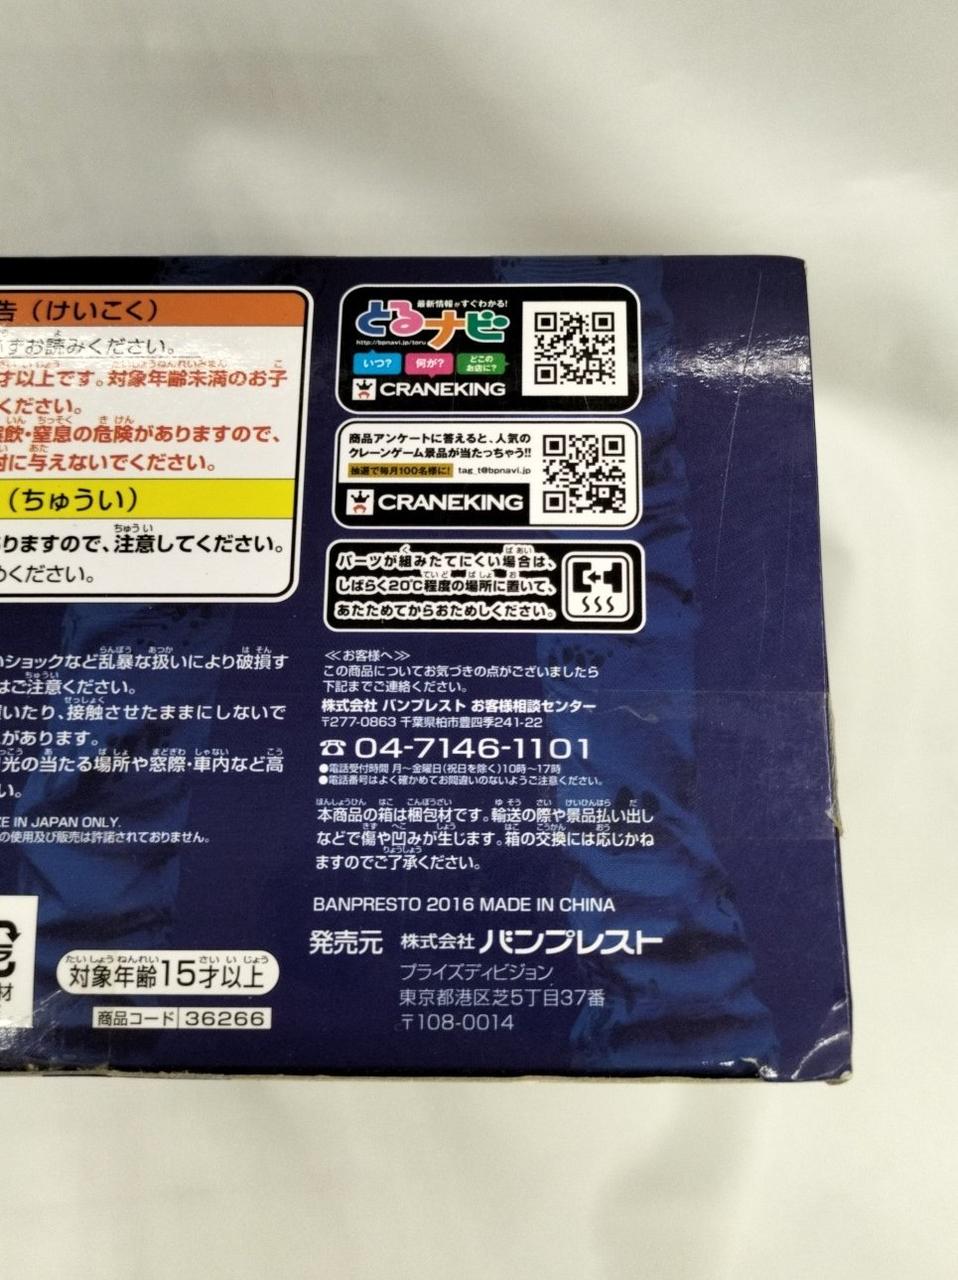 告（けいこく）
ずお読みください。
才以上です。対象年齢未満のお子
ください。
飲・窒息の危険がありますので、
に与えないでください。
（ちゅうい）
りますので、注意してください。
ください。
ショックなど乱暴な扱いにより破損す
はご注意ください。
いたり、接触させたままにしないで
があります。
光の当たる場所や窓際・車内など高
い。
IN JAPAN ONLY.
の使用及び販売は許諾されておりません。
材
対象年齢15才以上
商品コード 36266
最新情報がすぐわかる!
とるナビ
http://bpnavi.jp/toru
いつ? 何が? どこのお店に?
CRANEKING
商品アンケートに答えると、人気の
クレーンゲーム景品が当たっちゃう!!
抽選で毎月100名様に! tag_t@bpnavi.jp
CRANEKING
パーツが組みたてにくい場合は、
しばらく20℃程度の場所に置いて、
あたためてからおためしください。
≪お客様へ≫
この商品についてお気づきの点がございましたら
下記までご連絡ください。
株式会社 バンプレスト お客様相談センター
〒277-0863 千葉県柏市豊四季241-22
☎ 04-7146-1101
●電話受付時間 月～金曜日(祝日を除く)10時～17時
●電話番号はよく確かめてお間違いのないようご注意ください。
本商品の箱は梱包材です。輸送の際や景品払い出し
などで傷や凹みが生じます。箱の交換には応じかね
ますのでご了承ください。
BANPRESTO 2016 MADE IN CHINA
発売元 株式会社 バンプレスト
プライズディビジョン
東京都港区芝5丁目37番
〒108-0014